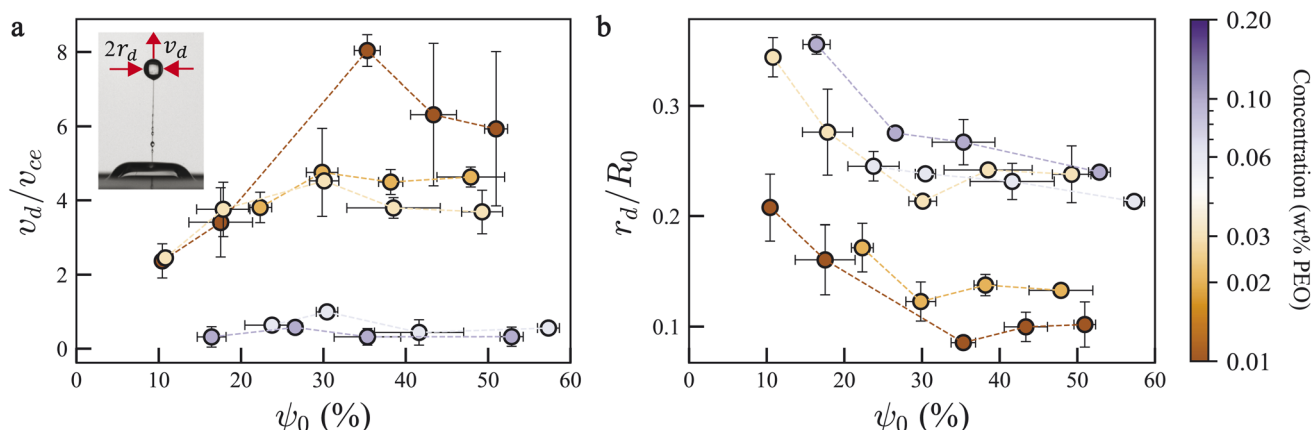 a
2r_d
v_d
v_d/v_ce
8
6
4
2
0
0 10 20 30 40 50 60
ψ_0 (%)
b
r_d/R_0
0.3
0.2
0.1
0 10 20 30 40 50 60
ψ_0 (%)
0.20
0.10
0.06
0.03
0.02
0.01
Concentration (wt% PEO)